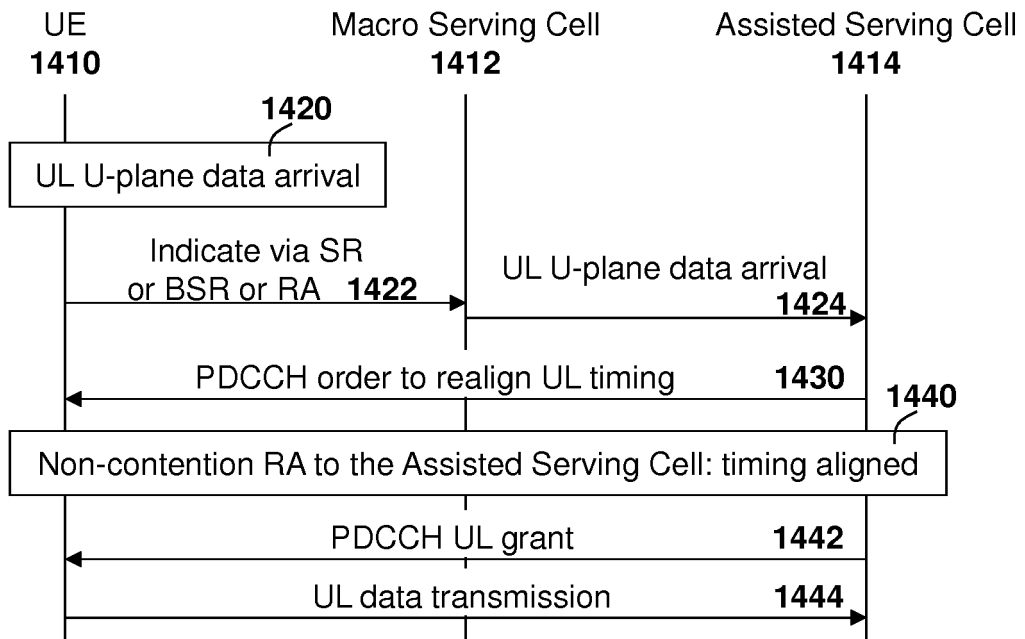 UE Macro Serving Cell Assisted Serving Cell
1410 1412 1414
1420
UL U-plane data arrival
Indicate via SR
or BSR or RA 1422
UL U-plane data arrival
1424
PDCCH order to realign UL timing 1430
1440
Non-contention RA to the Assisted Serving Cell: timing aligned
PDCCH UL grant 1442
UL data transmission 1444